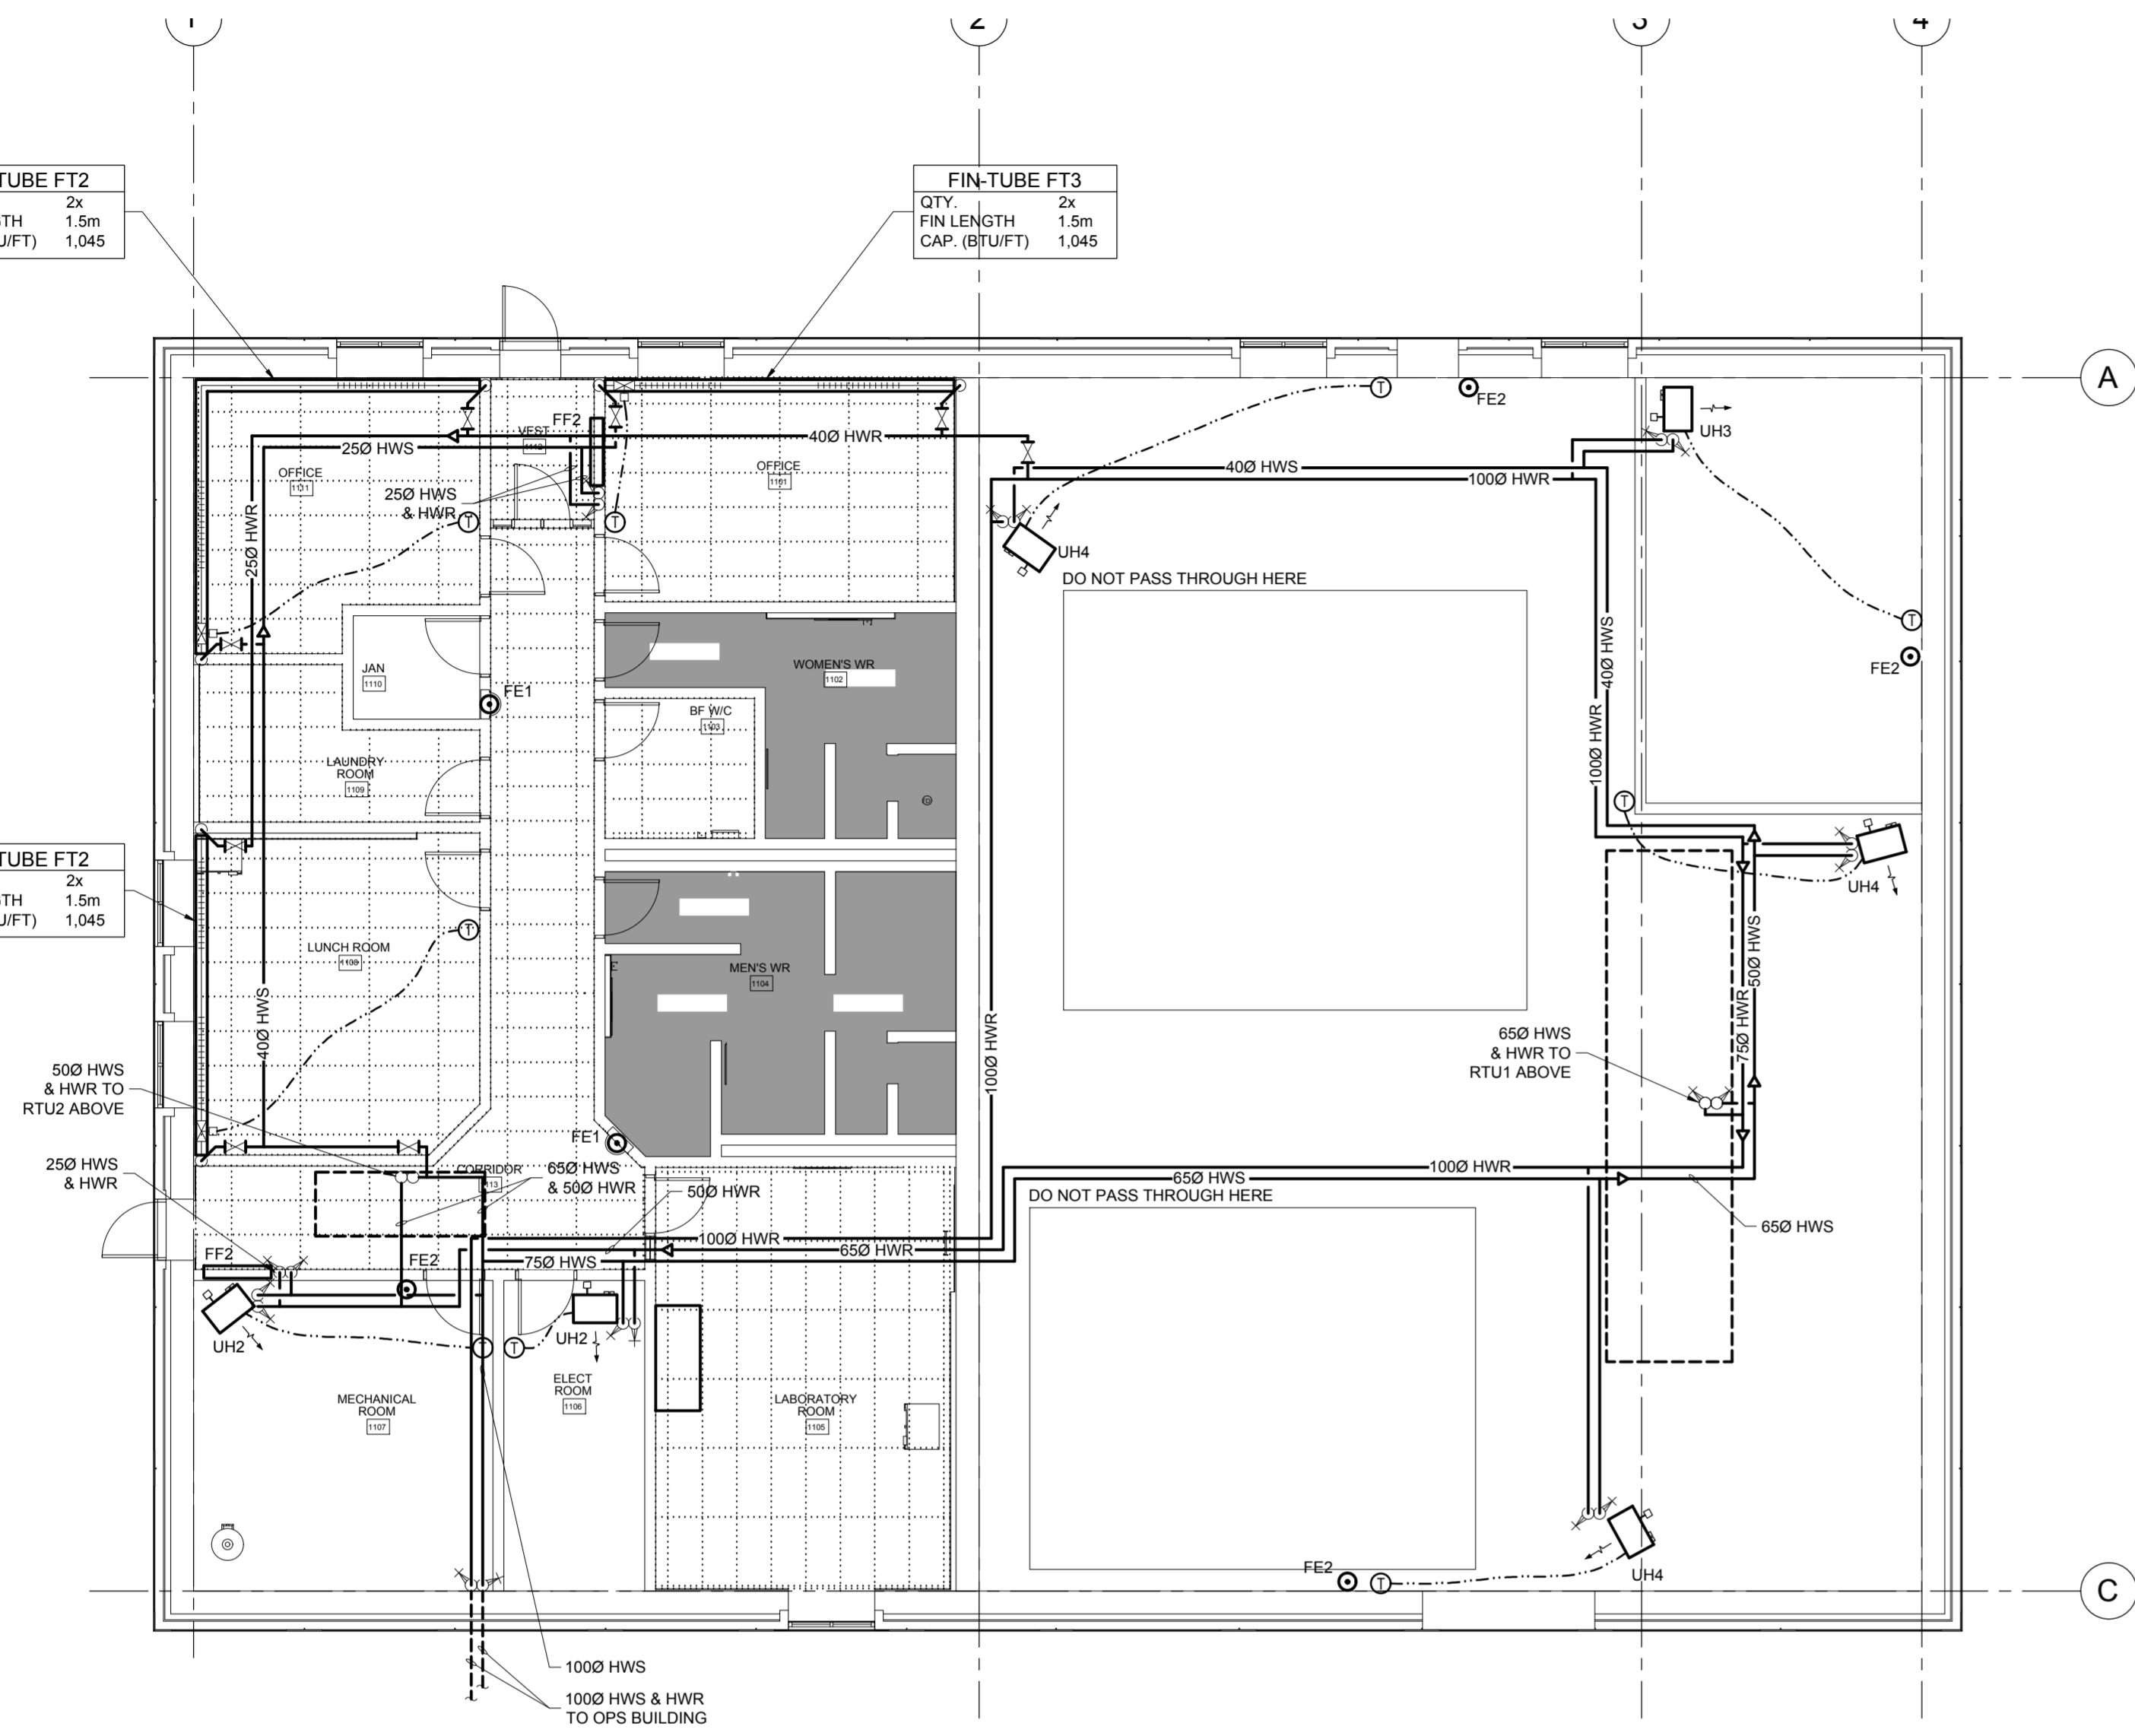 1
2
3
4
TUBE FT2
2x
TH 1.5m
U/FT) 1,045
FIN-TUBE FT3
QTY. 2x
FIN LENGTH 1.5m
CAP. (BTU/FT) 1,045
A
FE2
UH3
FF2
VEST
1112
40Ø HWR
25Ø HWS
OFFICE
1111
OFFICE
1101
40Ø HWS
100Ø HWR
25Ø HWS
& HWR
T
T
T
T
UH4
25Ø HWR
DO NOT PASS THROUGH HERE
40Ø HWS
100Ø HWR
FE2
JAN
1110
FE1
WOMEN'S WR
1102
BF W/C
1103
LAUNDRY
ROOM
1109
T
TUBE FT2
2x
TH 1.5m
U/FT) 1,045
UH4
LUNCH ROOM
1108
T
MEN'S WR
1104
40Ø HWS
100Ø HWR
50Ø HWS
75Ø HWR
65Ø HWS
& HWR TO
RTU1 ABOVE
50Ø HWS
& HWR TO
RTU2 ABOVE
FE1
25Ø HWS
& HWR
CORRIDOR
113
65Ø HWS
& 50Ø HWR
50Ø HWR
100Ø HWR
65Ø HWS
DO NOT PASS THROUGH HERE
65Ø HWS
100Ø HWR
65Ø HWR
75Ø HWS
FF2
FE2
UH2
T
T
UH2
MECHANICAL
ROOM
1107
ELECT
ROOM
1106
LABORATORY
ROOM
1105
FE2
T
UH4
C
100Ø HWS
100Ø HWS & HWR
TO OPS BUILDING